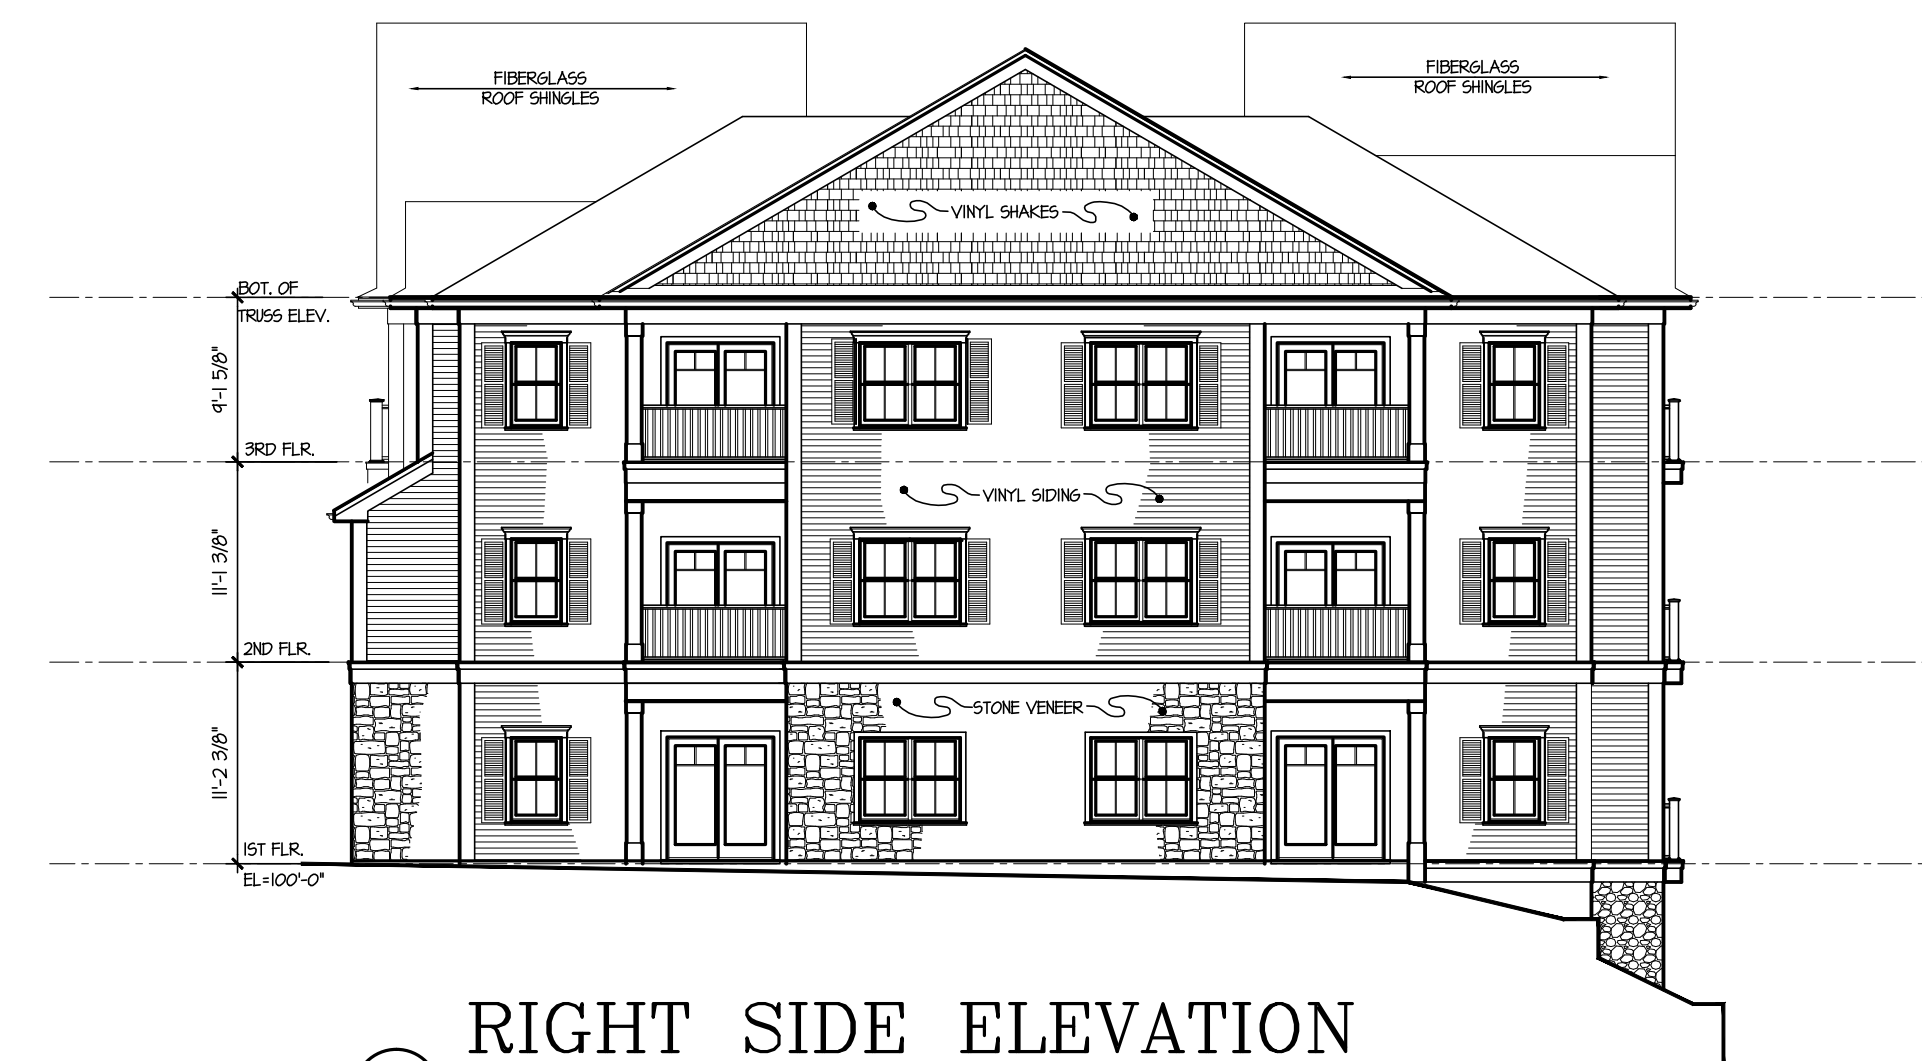 FIBERGLASS
ROOF SHINGLES
FIBERGLASS
ROOF SHINGLES
VINYL SHAKES
BOT. OF
TRUSS ELEV.
9'-1 5/8"
3RD FLR.
VINYL SIDING
11'-1 3/8"
2ND FLR.
STONE VENEER
11'-2 3/8"
1ST FLR.
EL=100'-0"
RIGHT SIDE ELEVATION